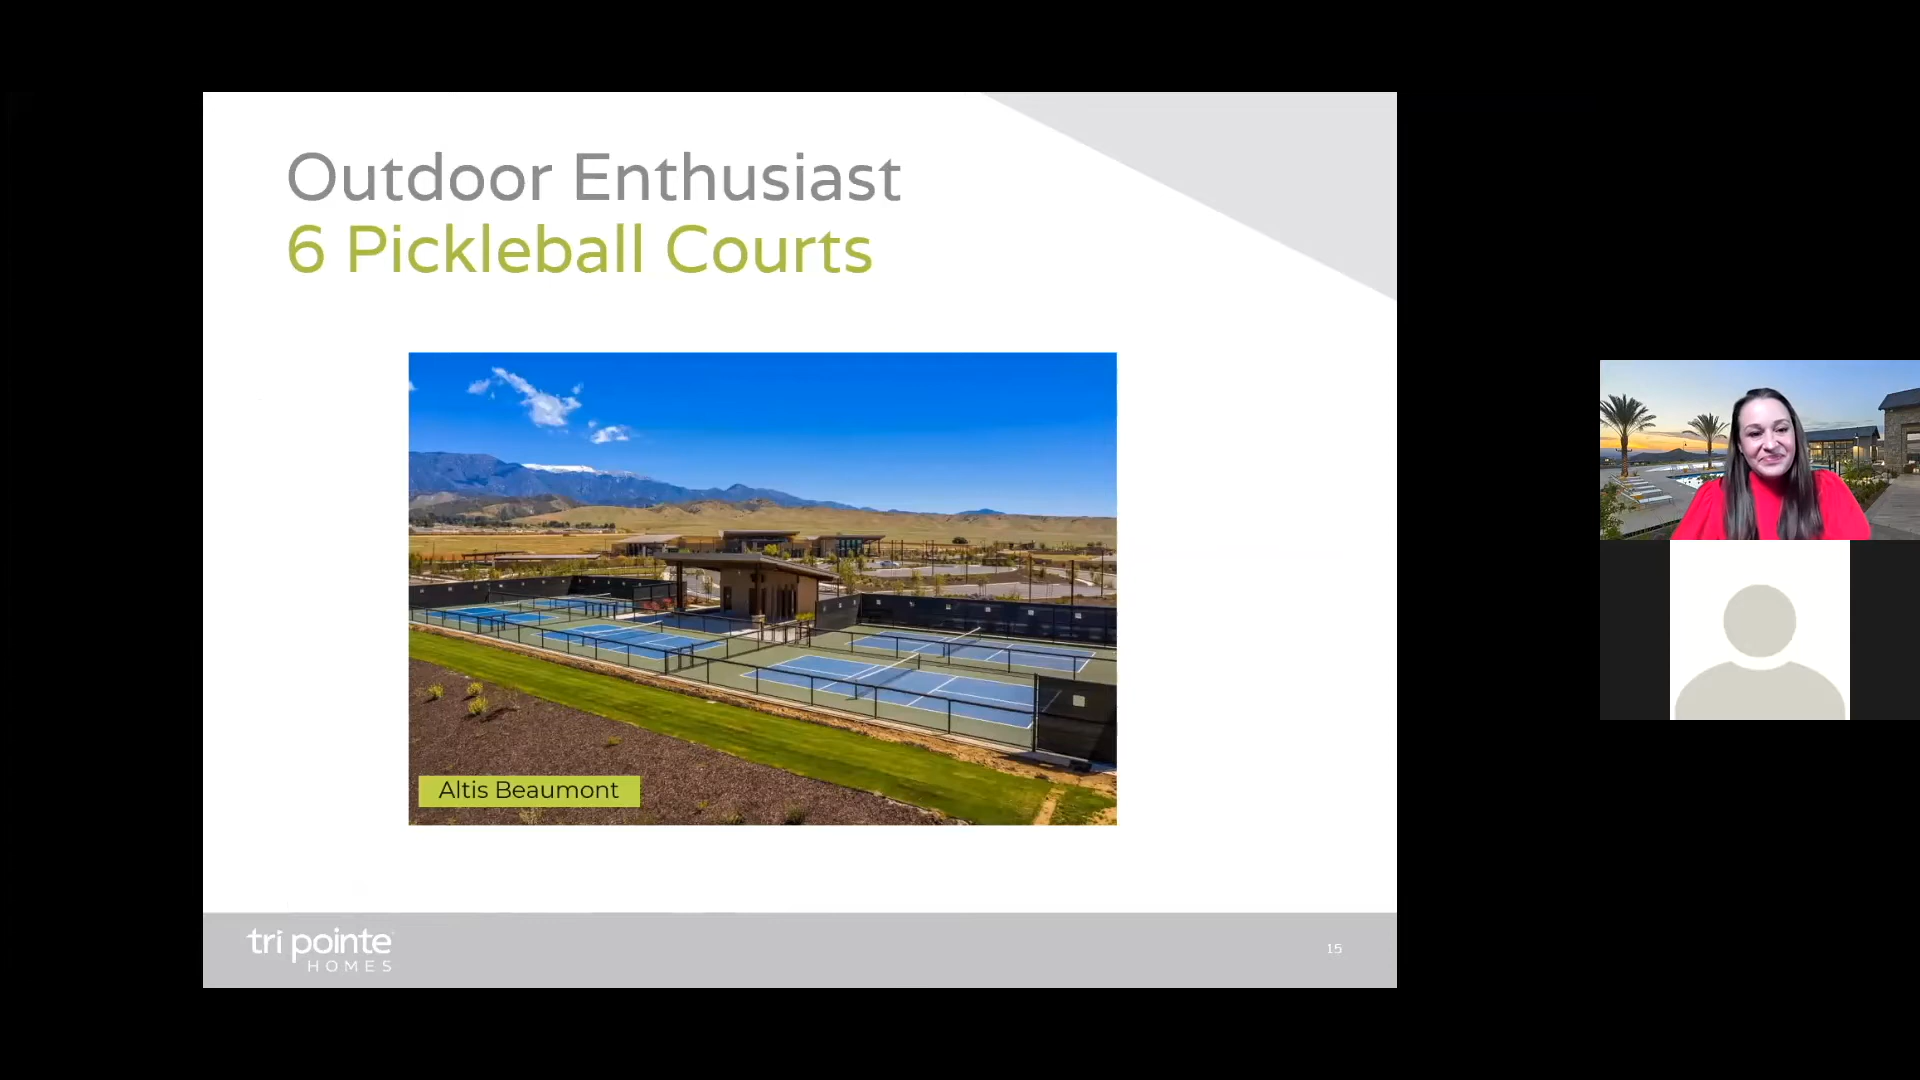 Outdoor Enthusiast
6 Pickleball Courts
Altis Beaumont
tri pointe
HOMES
15